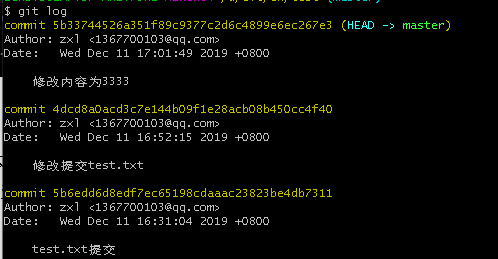 $ git log
commit 5b33744526a351f89c9377c2d6c4899e6ec267e3 (HEAD -> master)
Author: zxl <1367700103@qq.com>
Date:   Wed Dec 11 17:01:49 2019 +0800
修改内容为3333
commit 4dcd8a0acd3c7e144b09f1e28acb08b450cc4f40
Author: zxl <1367700103@qq.com>
Date:   Wed Dec 11 16:52:15 2019 +0800
修改提交test.txt
commit 5b6edd6d8edf7ec65198cdaaac23823be4db7311
Author: zxl <1367700103@qq.com>
Date:   Wed Dec 11 16:31:04 2019 +0800
test.txt提交